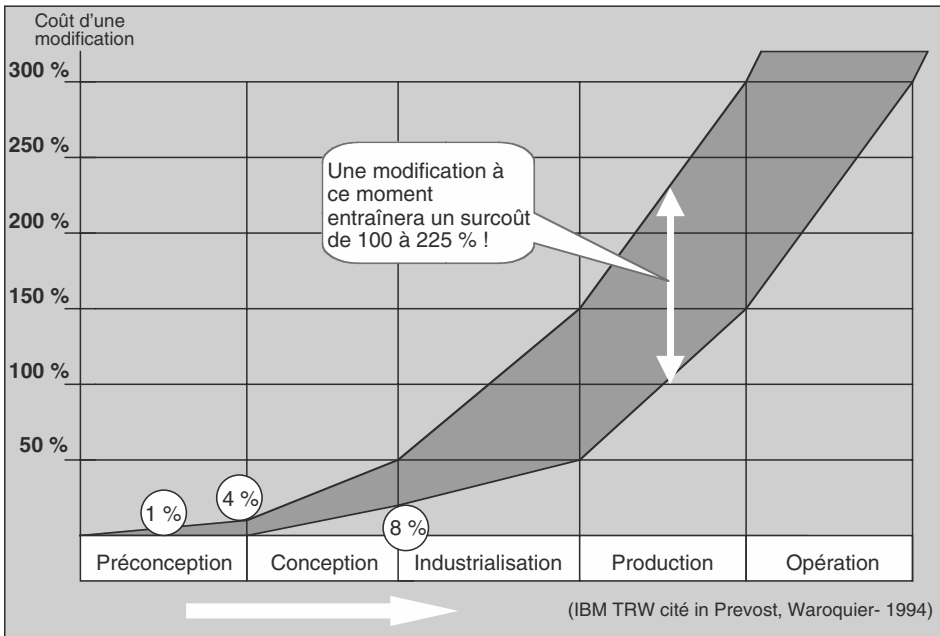 Coût d'une
modification
300 %
250 %
200 %
150 %
100 %
50 %
Une modification à
ce moment
entraînera un surcoût
de 100 à 225 % !
1 %
4 %
8 %
Préconception
Conception
Industrialisation
Production
Opération
(IBM TRW cité in Prevost, Waroquier- 1994)